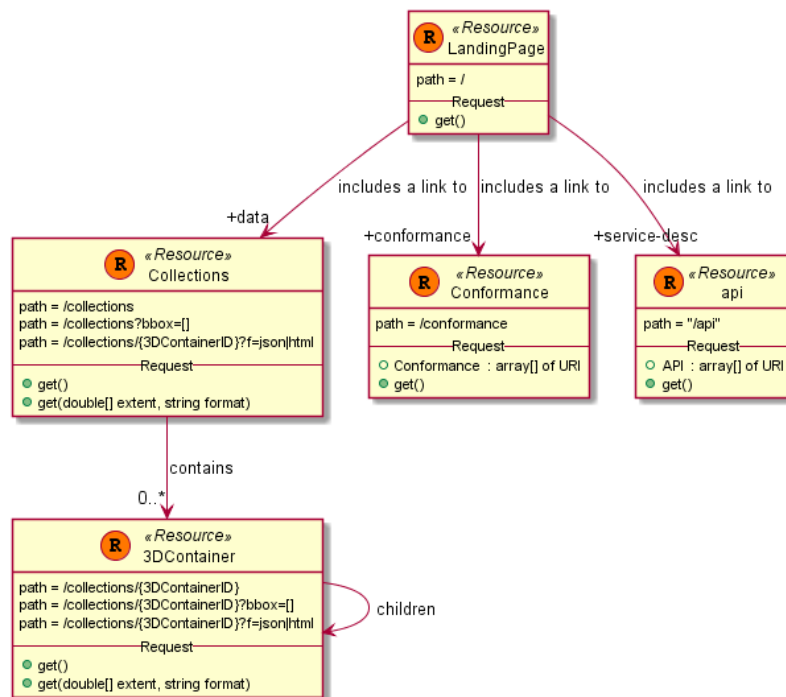 R
«Resource»
LandingPage
path = /
Request
get()
includes a link to
includes a link to
includes a link to
+data
+conformance
+service-desc
R
«Resource»
Collections
path = /collections
path = /collections?bbox=[]
path = /collections/{3DContainerID}?f=json|html
Request
get()
get(double[] extent, string format)
R
«Resource»
Conformance
path = /conformance
Request
Conformance : array[] of URI
get()
R
«Resource»
api
path = "/api"
Request
API : array[] of URI
get()
contains
0..*
R
«Resource»
3DContainer
path = /collections/{3DContainerID}
path = /collections/{3DContainerID}?bbox=[]
path = /collections/{3DContainerID}?f=json|html
Request
get()
get(double[] extent, string format)
children